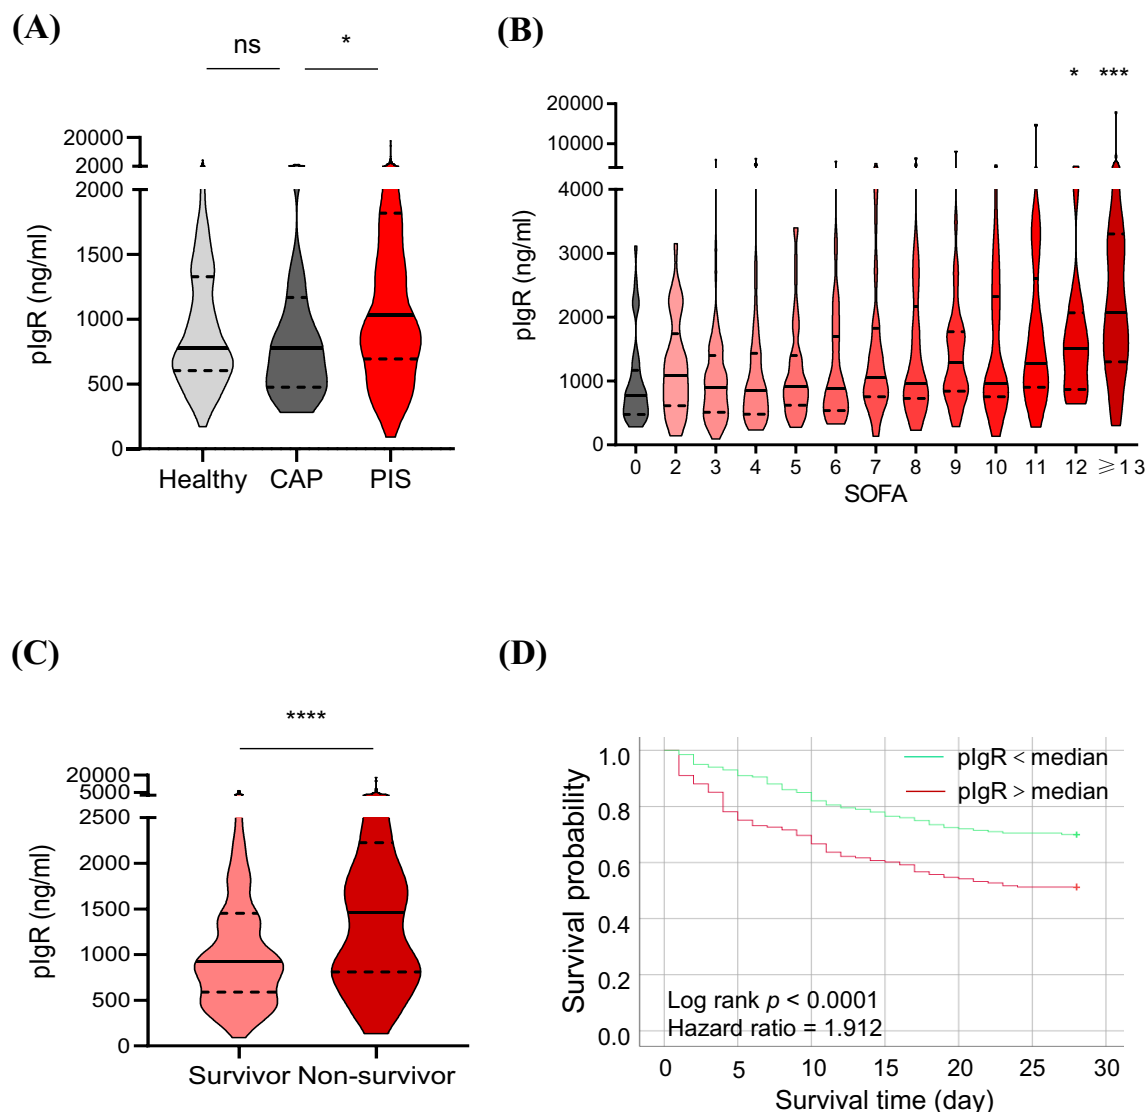 (A)
ns
*
20000
2000
2000
1500
1000
500
0
pIgR (ng/ml)
Healthy CAP PIS
(B)
* ***
20000
10000
4000
3000
2000
1000
0
pIgR (ng/ml)
0 2 3 4 5 6 7 8 9 10 11 12 ≥13
SOFA
(C)
****
20000
5000
2500
2000
1500
1000
500
0
pIgR (ng/ml)
Survivor Non-survivor
(D)
1.0
0.8
0.6
0.4
0.2
0.0
Survival probability
pIgR < median
pIgR > median
Log rank p < 0.0001
Hazard ratio = 1.912
0 5 10 15 20 25 30
Survival time (day)